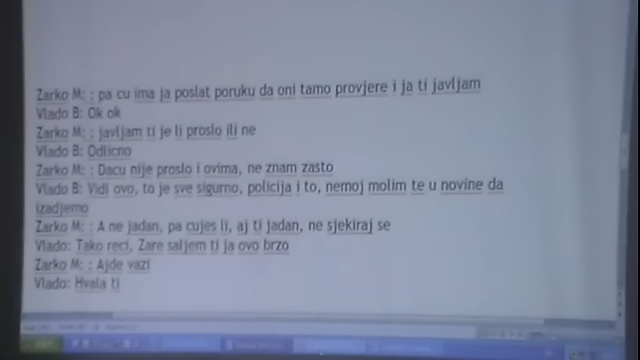 Zarko M: : pa cu ima ja poslat poruku da oni tamo provjere i ja ti javljam
Vlado B: Ok ok
Zarko M: : javljam ti je li proslo ili ne
Vlado B: Odlicno
Zarko M: : Dacu nije proslo i ovima, ne znam zasto
Vlado B: Vidi ovo, to je sve sigurno, policija i to, nemoj molim te u novine da
izadjemo
Zarko M: : A ne jadan, pa cujes li, aj ti jadan, ne sjekiraj se
Vlado: Tako reci, Zare saljem ti ja ovo brzo
Zarko M: : Ajde vazi
Vlado: Hvala ti